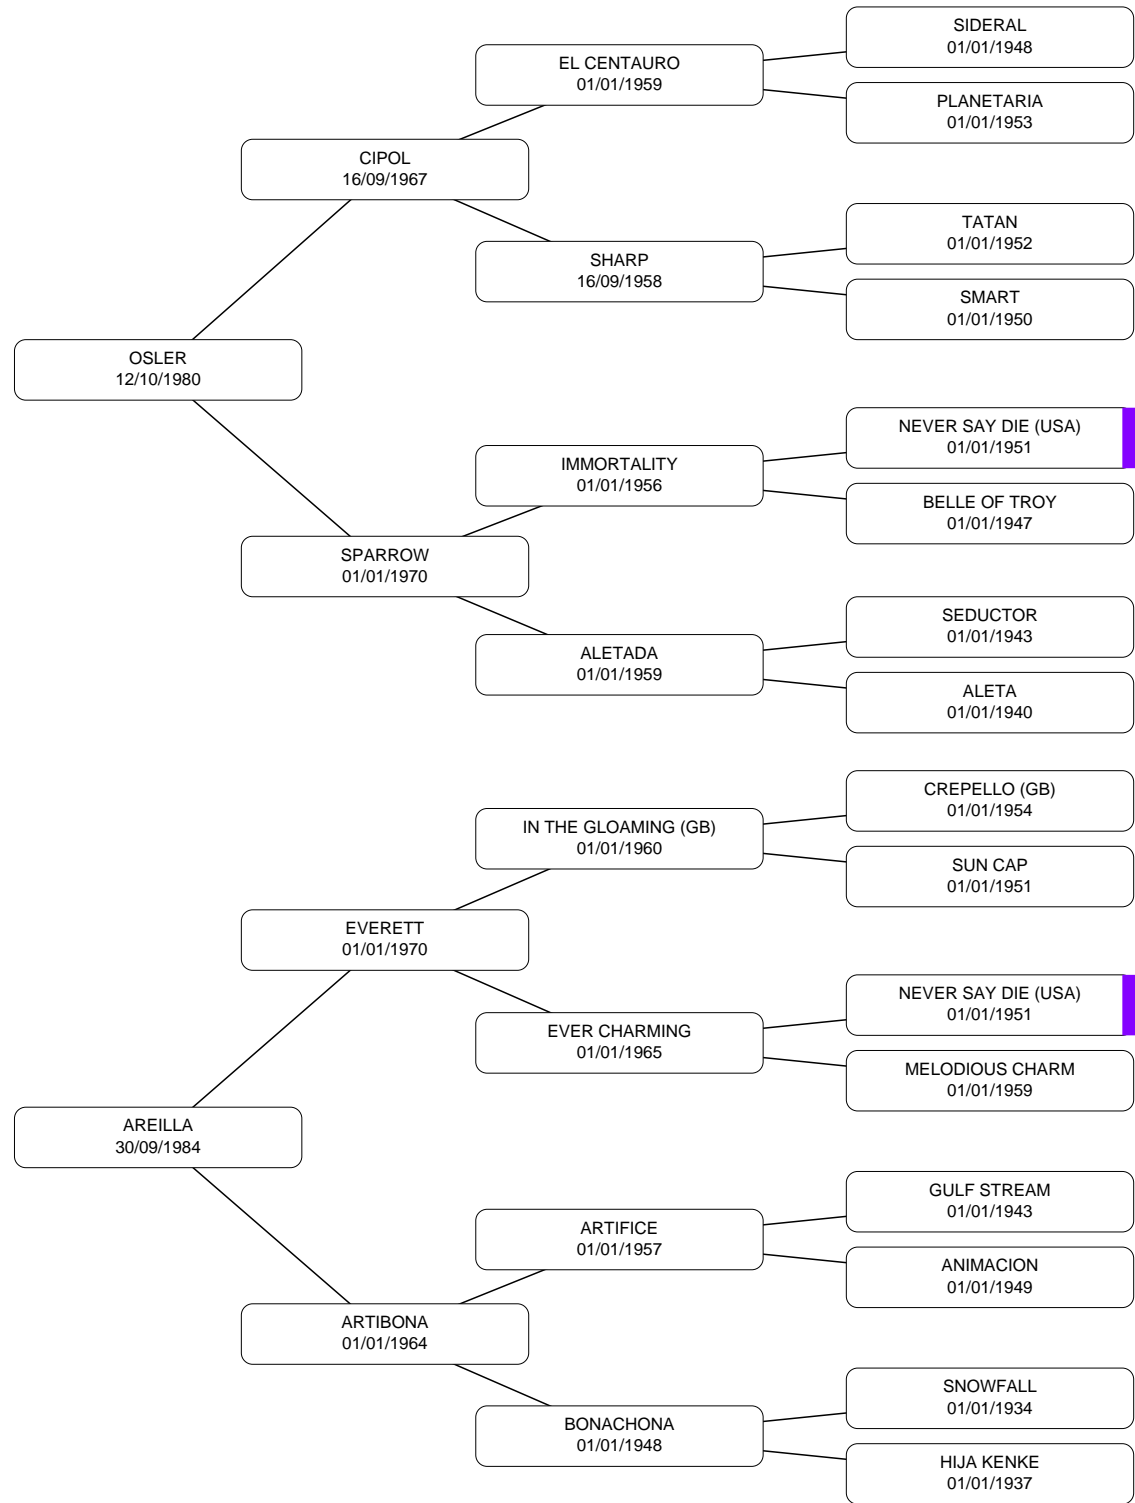 SIDERAL
01/01/1948
EL CENTAURO
01/01/1959
PLANETARIA
01/01/1953
CIPOL
16/09/1967
TATAN
01/01/1952
SHARP
16/09/1958
SMART
01/01/1950
OSLER
12/10/1980
NEVER SAY DIE (USA)
01/01/1951
IMMORTALITY
01/01/1956
BELLE OF TROY
01/01/1947
SPARROW
01/01/1970
SEDUCTOR
01/01/1943
ALETADA
01/01/1959
ALETA
01/01/1940
CREPELLO (GB)
01/01/1954
IN THE GLOAMING (GB)
01/01/1960
SUN CAP
01/01/1951
EVERETT
01/01/1970
NEVER SAY DIE (USA)
01/01/1951
EVER CHARMING
01/01/1965
MELODIOUS CHARM
01/01/1959
AREILLA
30/09/1984
GULF STREAM
01/01/1943
ARTIFICE
01/01/1957
ANIMACION
01/01/1949
ARTIBONA
01/01/1964
SNOWFALL
01/01/1934
BONACHONA
01/01/1948
HIJA KENKE
01/01/1937